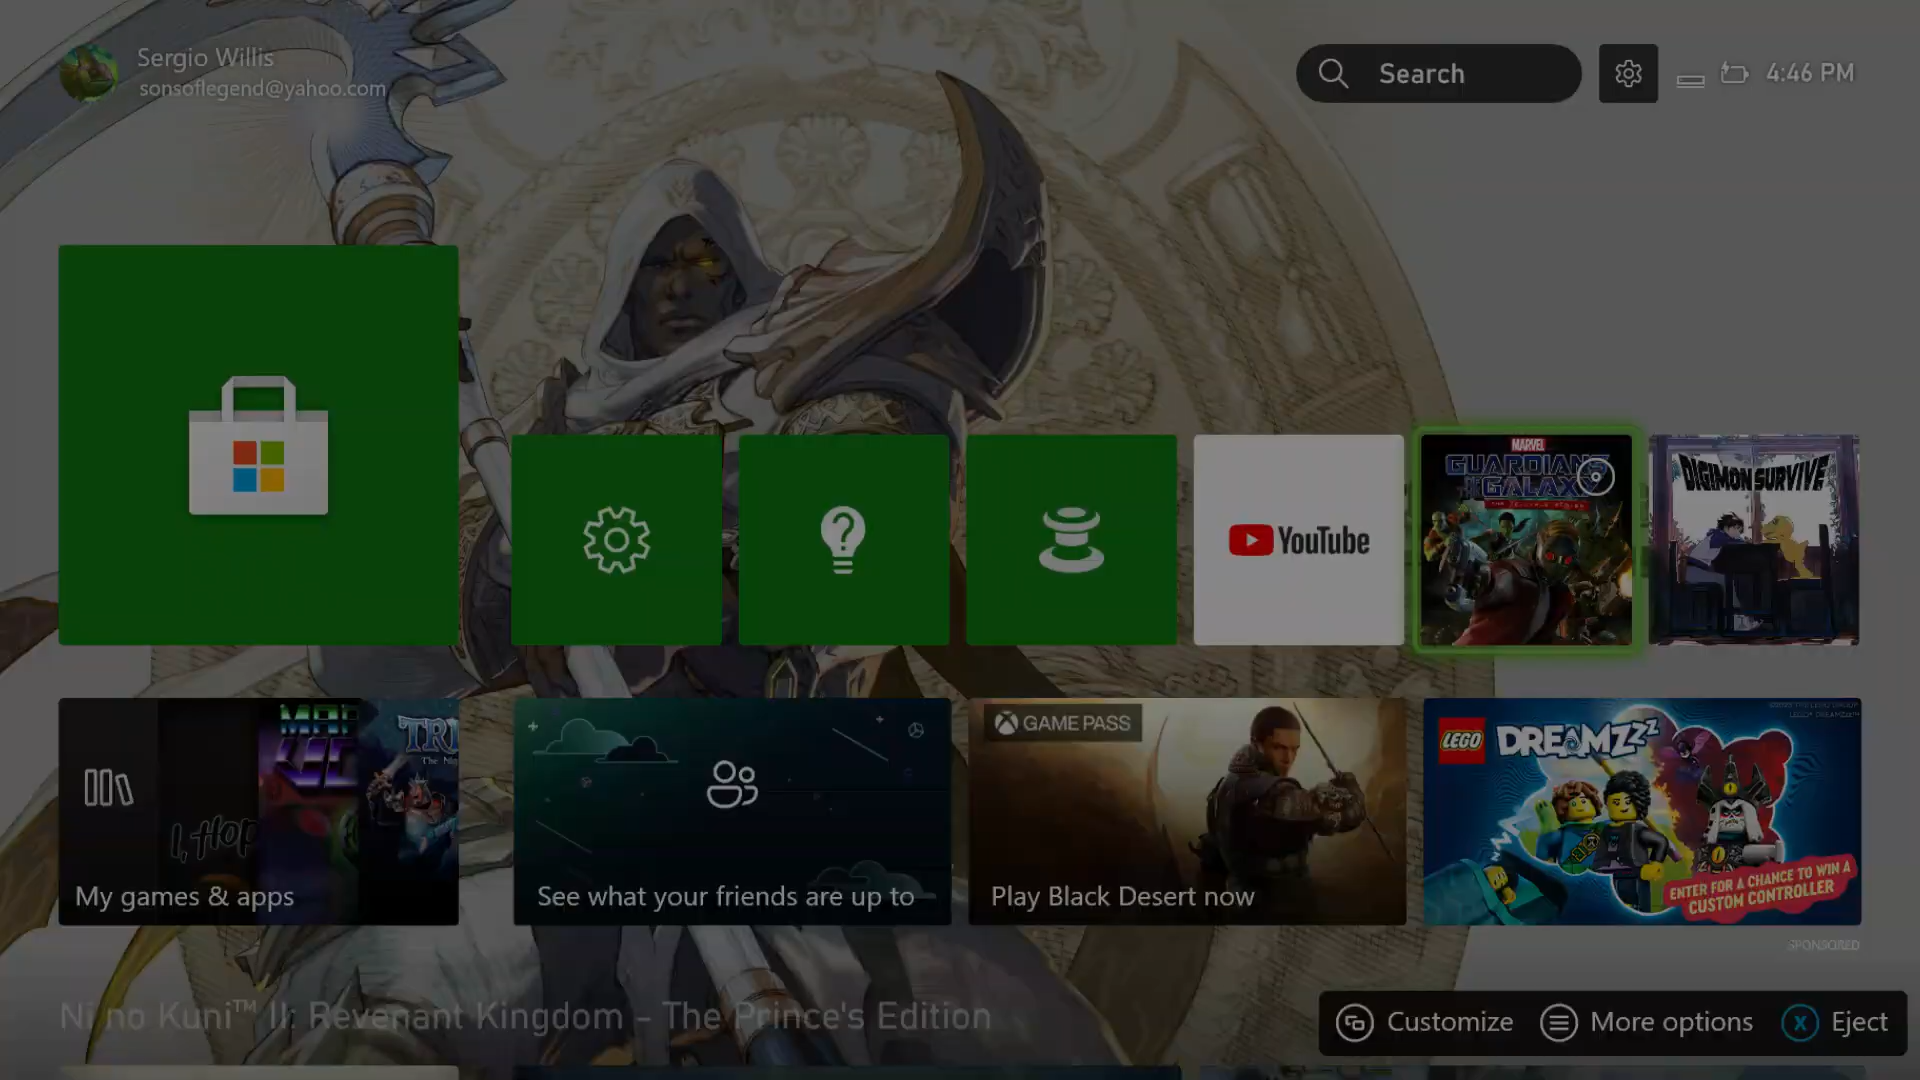 Sergio Willis
sonsoflegend@yahoo.com
Search
4:46 PM
YouTube
MARVEL
GUARDIANS
GALAXY
DIGIMON SURVIVE
I, Hop
TRI
My games & apps
See what your friends are up to
GAME PASS
Play Black Desert now
LEGO
DREAMZzz
ENTER FOR A CHANCE TO WIN A
CUSTOM CONTROLLER
SPONSORED
Ni no Kuni™ II: Revenant Kingdom - The Prince's Edition
Customize
More options
X
Eject